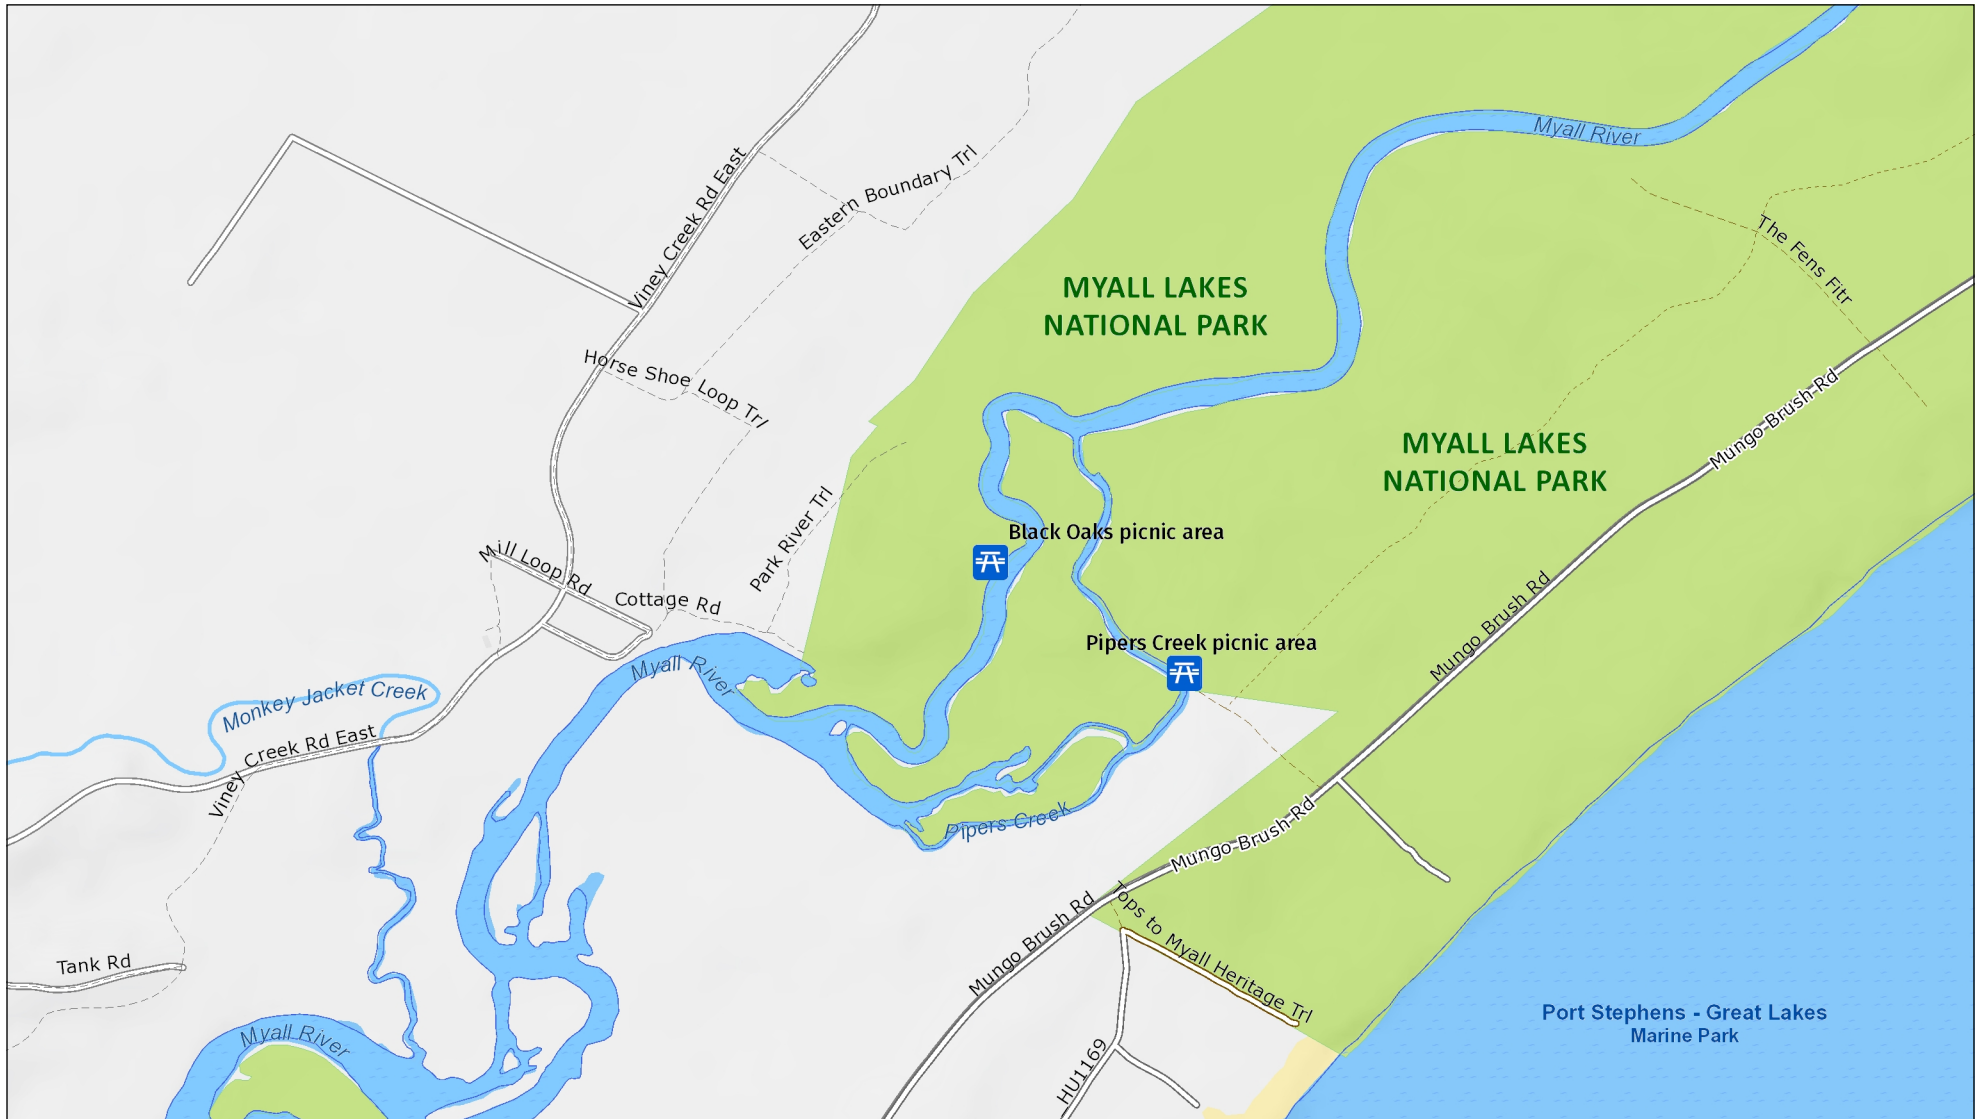 Myall River
Viney Creek Rd East
Eastern Boundary Trl
The Fens Fitr
MYALL LAKES
NATIONAL PARK
Horse Shoe Loop Trl
Mungo Brush Rd
MYALL LAKES
NATIONAL PARK
Park River Trl
Black Oaks picnic area
Mill Loop Rd
Cottage Rd
Mungo Brush Rd
Pipers Creek picnic area
Myall River
Monkey Jacket Creek
Viney Creek Rd East
Pipers Creek
Mungo Brush Rd
Mungo Brush Rd
Tops to Myall Heritage Trl
Tank Rd
Port Stephens - Great Lakes
Marine Park
Myall River
HU1169